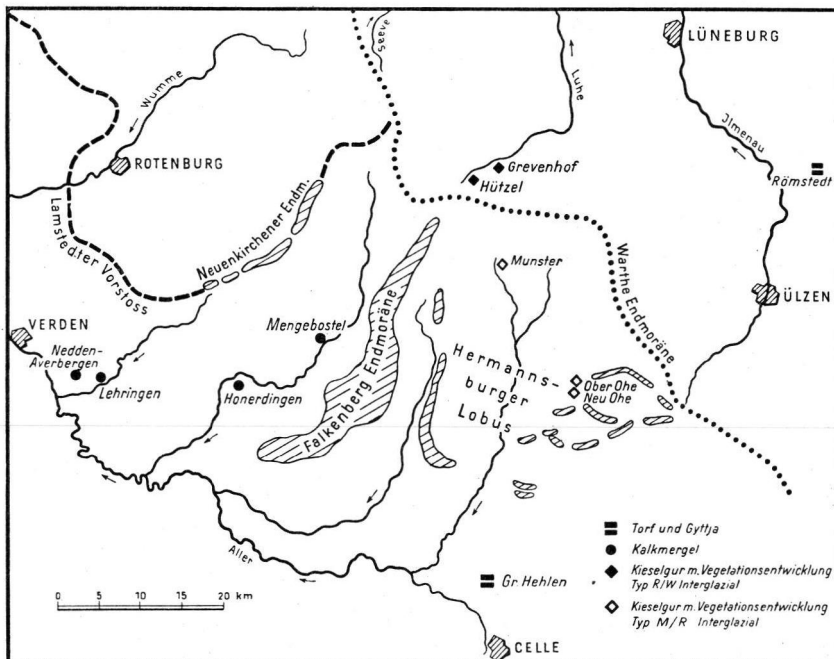 LÜNEBURG
Seeve
Luhe
Wümme
Ilmenau
ROTENBURG
Grevenhof
Hützel
Römstedt
Lamstedter Vorstoss
Neuenkirchener Endm.
Warthe Endmoräne
Munster
ÜLZEN
VERDEN
Mengebostel
Nedden-
Averbergen
Lehringen
Honerdingen
Falkenberg Endmoräne
Hermanns-
burger
Lobus
Ober Ohe
Neu Ohe
Aller
Gr Hehlen
CELLE
0 5 10 15 20 km
Torf und Gyttja
Kalkmergel
Kieselgur m. Vegetationsentwicklung
Typ R/W Interglazial
Kieselgur m. Vegetationsentwicklung
Typ M/R Interglazial